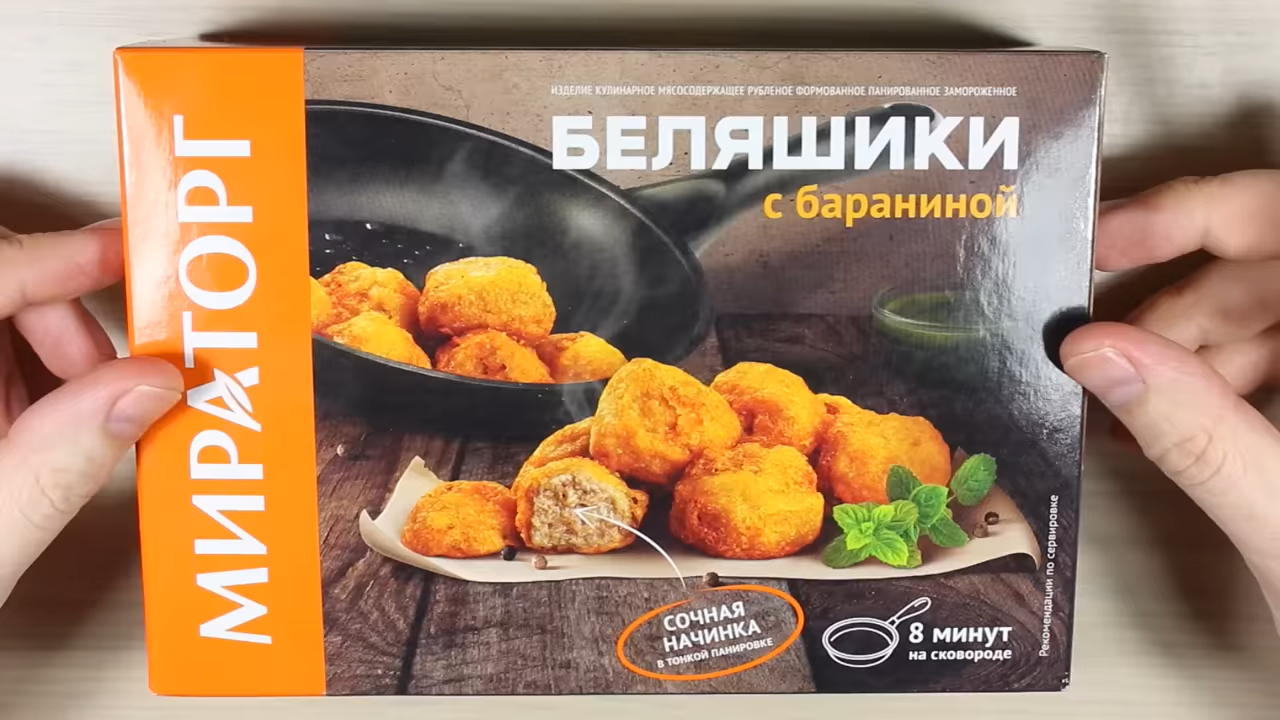 МИРАТОРГ
ИЗДЕЛИЕ КУЛИНАРНОЕ МЯСОСОДЕРЖАЩЕЕ РУБЛЕНОЕ ФОРМОВАННОЕ ПАНИРОВАННОЕ ЗАМОРОЖЕННОЕ
БЕЛЯШИКИ
с бараниной
СОЧНАЯ
НАЧИНКА
В ТОНКОЙ ПАНИРОВКЕ
8 минут
на сковороде
Рекомендации по сервировке